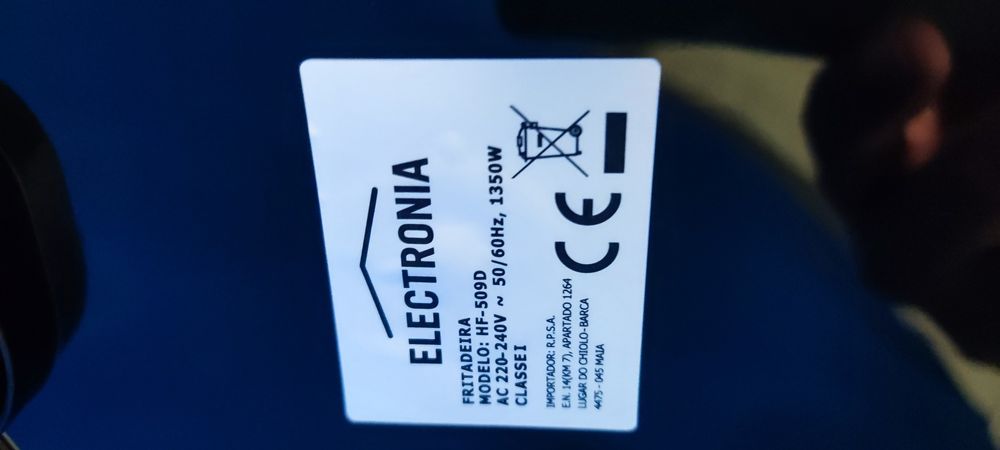 ELECTRONIA
FRITADEIRA
MODELO: HF-509D
AC 220-240V ~ 50/60Hz, 1350W
CLASSE I
CE
IMPORTADOR: R.P.S.A.
E.N. 14(KM 7), APARTADO 1264
LUGAR DO CHIOLO-BARCA
4475 - 045 MAIA